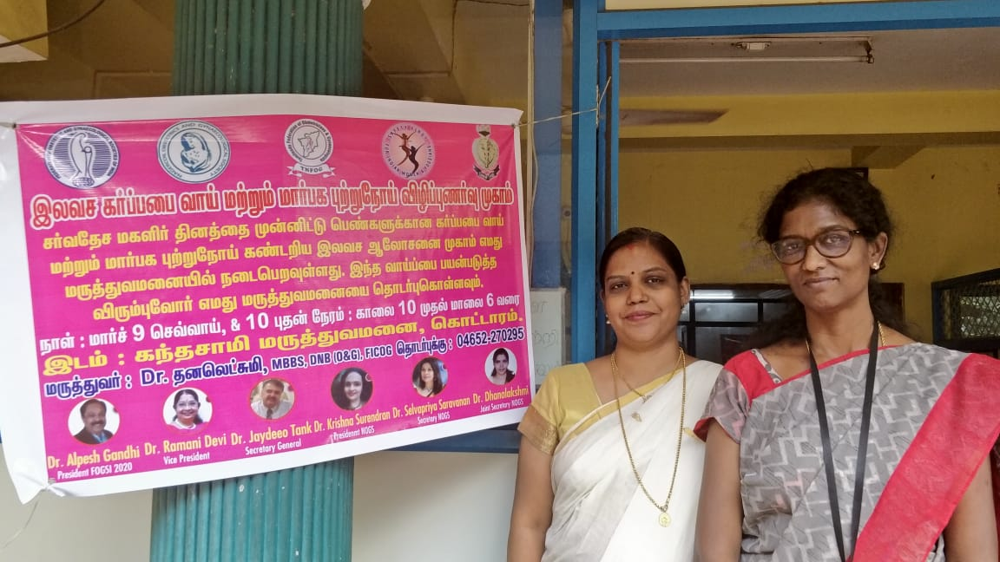 இலவச கர்ப்பபை வாய் மற்றும் மார்பக புற்றுநோய் விழிப்புணர்வு முகாம்
சர்வதேச மகளிர் தினத்தை முன்னிட்டு பெண்களுக்கான கர்ப்பபை வாய்
மற்றும் மார்பக புற்றுநோய் கண்டறிய இலவச ஆலோசனை முகாம் எமது
மருத்துவமனையில் நடைபெறவுள்ளது. இந்த வாய்ப்பை பயன்படுத்த
விரும்புவோர் எமது மருத்துவமனையை தொடர்புகொள்ளவும்.
நாள் : மார்ச் 9 செவ்வாய், & 10 புதன் நேரம் : காலை 10 முதல் மாலை 6 வரை
இடம் : கந்தசாமி மருத்துவமனை, கொட்டாரம்.
மருத்துவர் : Dr. தனலெட்சுமி, MBBS, DNB (O&G), FICOG தொடர்புக்கு : 04652-270295
Dr. Alpesh Gandhi Dr. Ramani Devi Dr. Jaydeeo Tank Dr. Krishna Surendran Dr. Selvapriya Saravanan Dr. Dhanalakshmi
President FOGSI 2020 Vice President Secretary General Presidenmt NOGS Secretary NOGS Joint Secretary NOGS
TKFOG